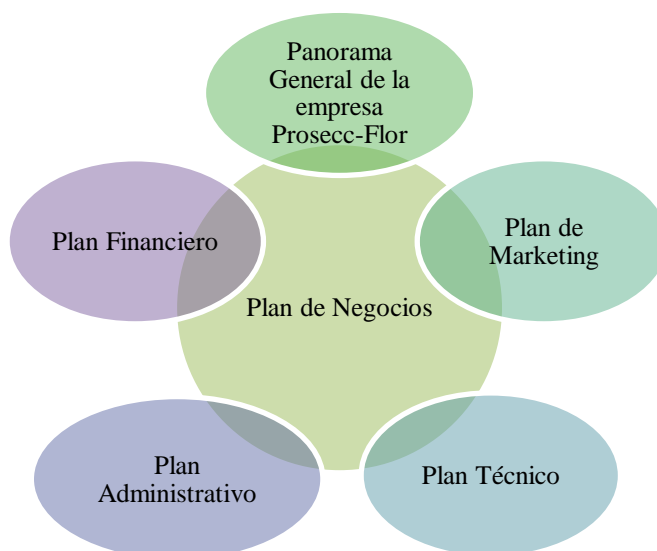 Panorama
General de la
empresa
Prosecc-Flor
Plan Financiero
Plan de
Marketing
Plan de Negocios
Plan
Administrativo
Plan Técnico